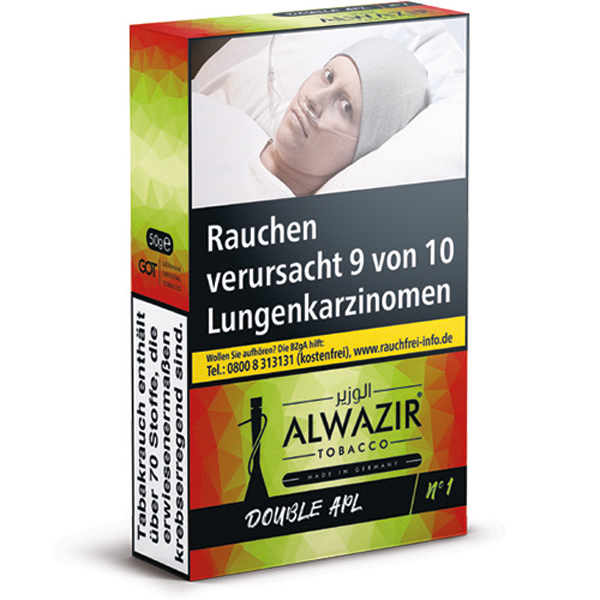 Rauchen
verursacht 9 von 10
Lungenkarzinomen
Wollen Sie aufhören? Die BZgA hilft:
Tel.: 0800 8 313131 (kostenfrei), www.rauchfrei-info.de
الوزير
ALWAZIR®
TOBACCO
MADE IN GERMANY
DOUBLE APL
N°1
50g℮
GOT
Tabakrauch enthält
über 70 Stoffe, die
erwiesenermaßen
krebserregend sind.